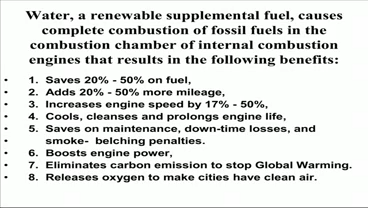 Water, a renewable supplemental fuel, causes
complete combustion of fossil fuels in the
combustion chamber of internal combustion
engines that results in the following benefits:
• 1. Saves 20% - 50% on fuel,
• 2. Adds 20% - 50% more mileage,
• 3. Increases engine speed by 17% - 50%,
• 4. Cools, cleanses and prolongs engine life,
• 5. Saves on maintenance, down-time losses, and
• smoke- belching penalties.
• 6. Boosts engine power,
• 7. Eliminates carbon emission to stop Global Warming.
• 8. Releases oxygen to make cities have clean air.